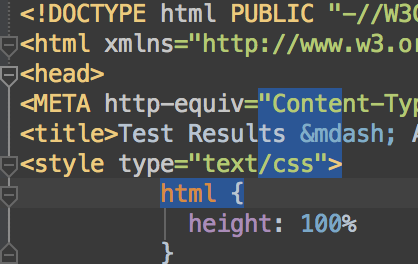 <!DOCTYPE html PUBLIC "-//W3C
<html xmlns="http://www.w3.or
<head>
<META http-equiv="Content-Typ
<title>Test Results &mdash; A
<style type="text/css">
html {
height: 100%
}